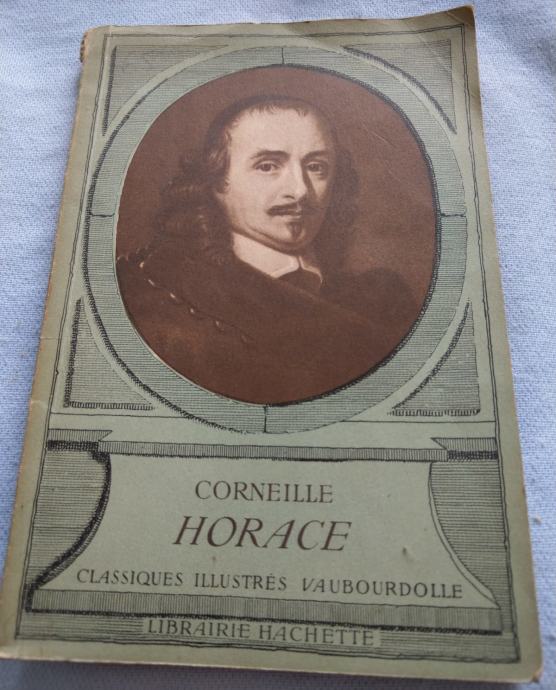 CORNEILLE
HORACE
CLASSIQUES ILLUSTRÉS VAUBOURDOLLE
LIBRAIRIE HACHETTE